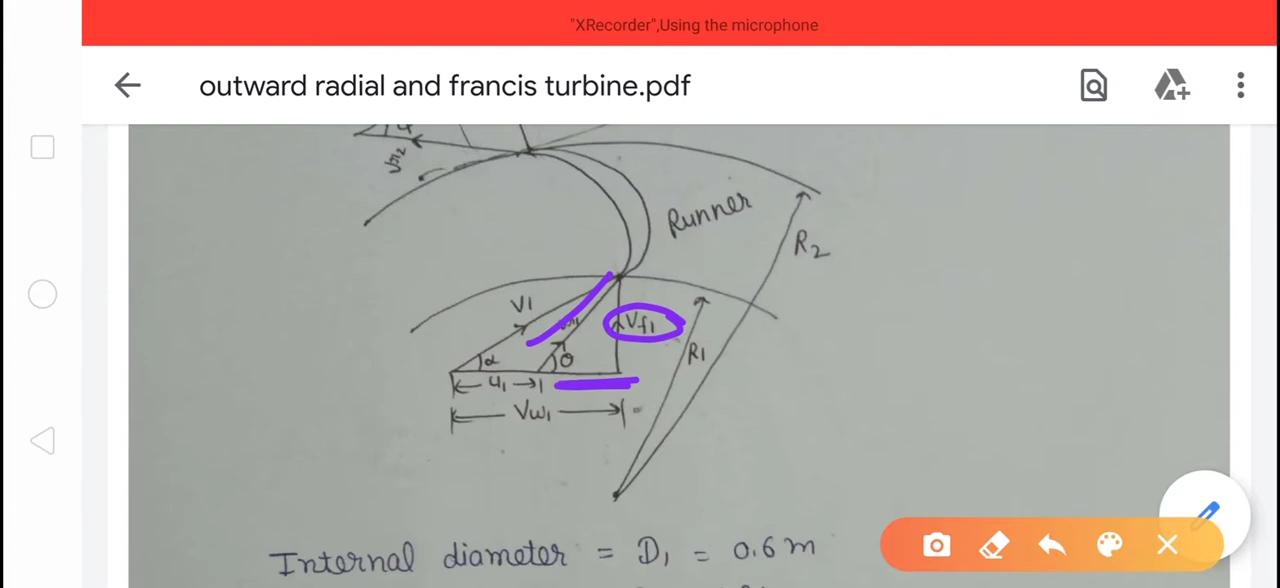 "XRecorder",Using the microphone
outward radial and francis turbine.pdf
α
Runner
R2
V1
Vf1
α
θ
R1
u1
Vw1
Internal diameter = D1 = 0.6m